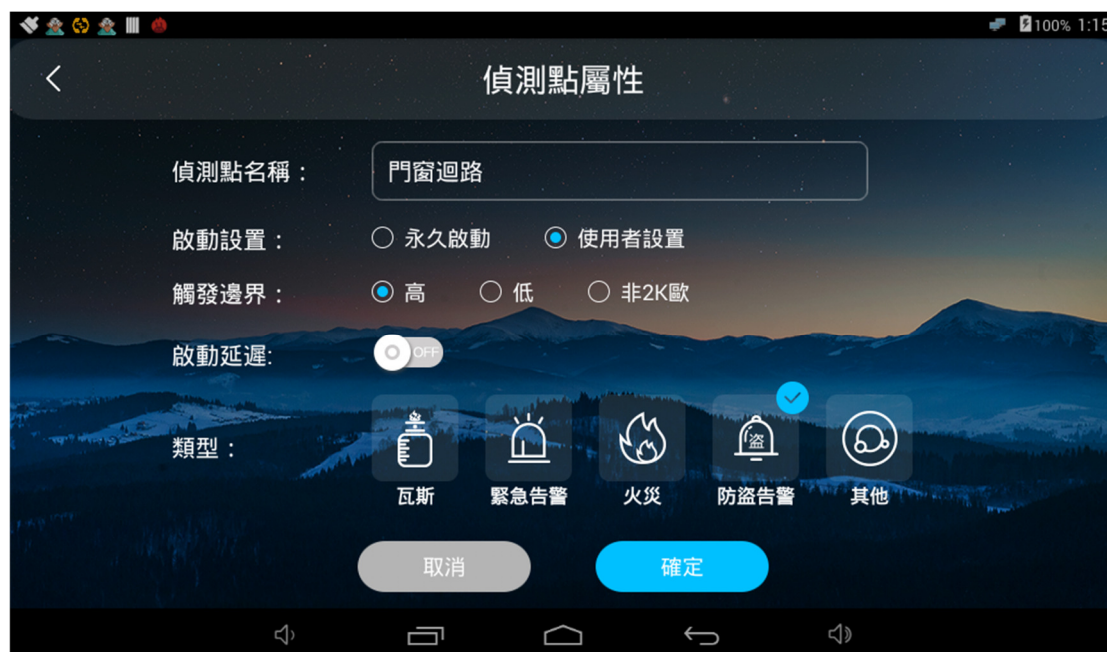 100% 1:15
偵測點屬性
偵測點名稱： 門窗迴路
啟動設置： 永久啟動 使用者設置
觸發邊界： 高 低 非2K歐
啟動延遲: OFF
盜
類型：
瓦斯 緊急告警 火災 防盜告警 其他
取消 確定